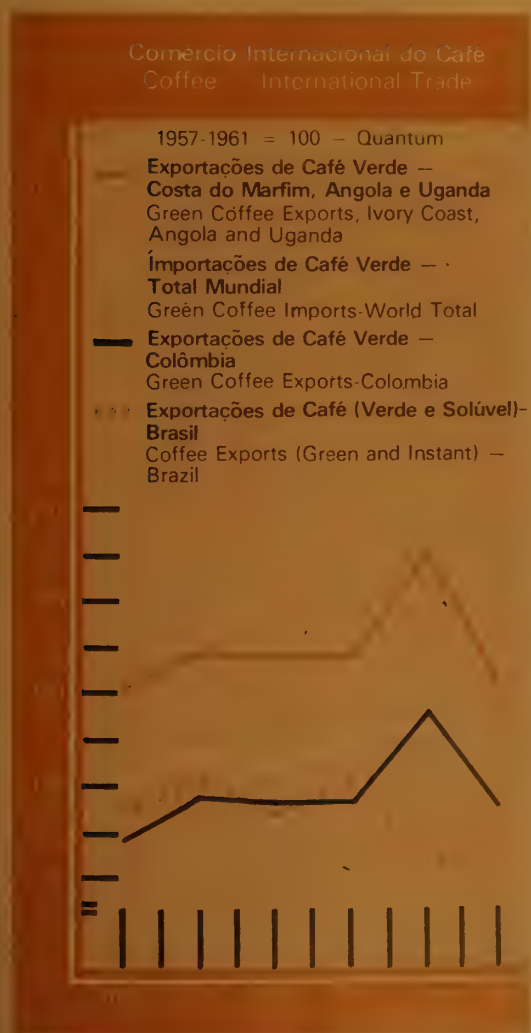 Comércio Internacional do Café
Coffee International Trade
1957-1961 = 100 – Quantum
Exportações de Café Verde –
Costa do Marfim, Angola e Uganda
Green Coffee Exports, Ivory Coast,
Angola and Uganda
Importações de Café Verde –
Total Mundial
Green Coffee Imports-World Total
Exportações de Café Verde –
Colômbia
Green Coffee Exports-Colombia
Exportações de Café (Verde e Solúvel)-
Brasil
Coffee Exports (Green and Instant) –
Brazil